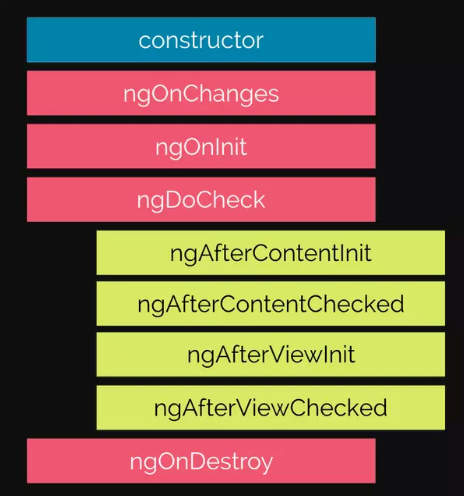 constructor
ngOnChanges
ngOnInit
ngDoCheck
ngAfterContentInit
ngAfterContentChecked
ngAfterViewInit
ngAfterViewChecked
ngOnDestroy